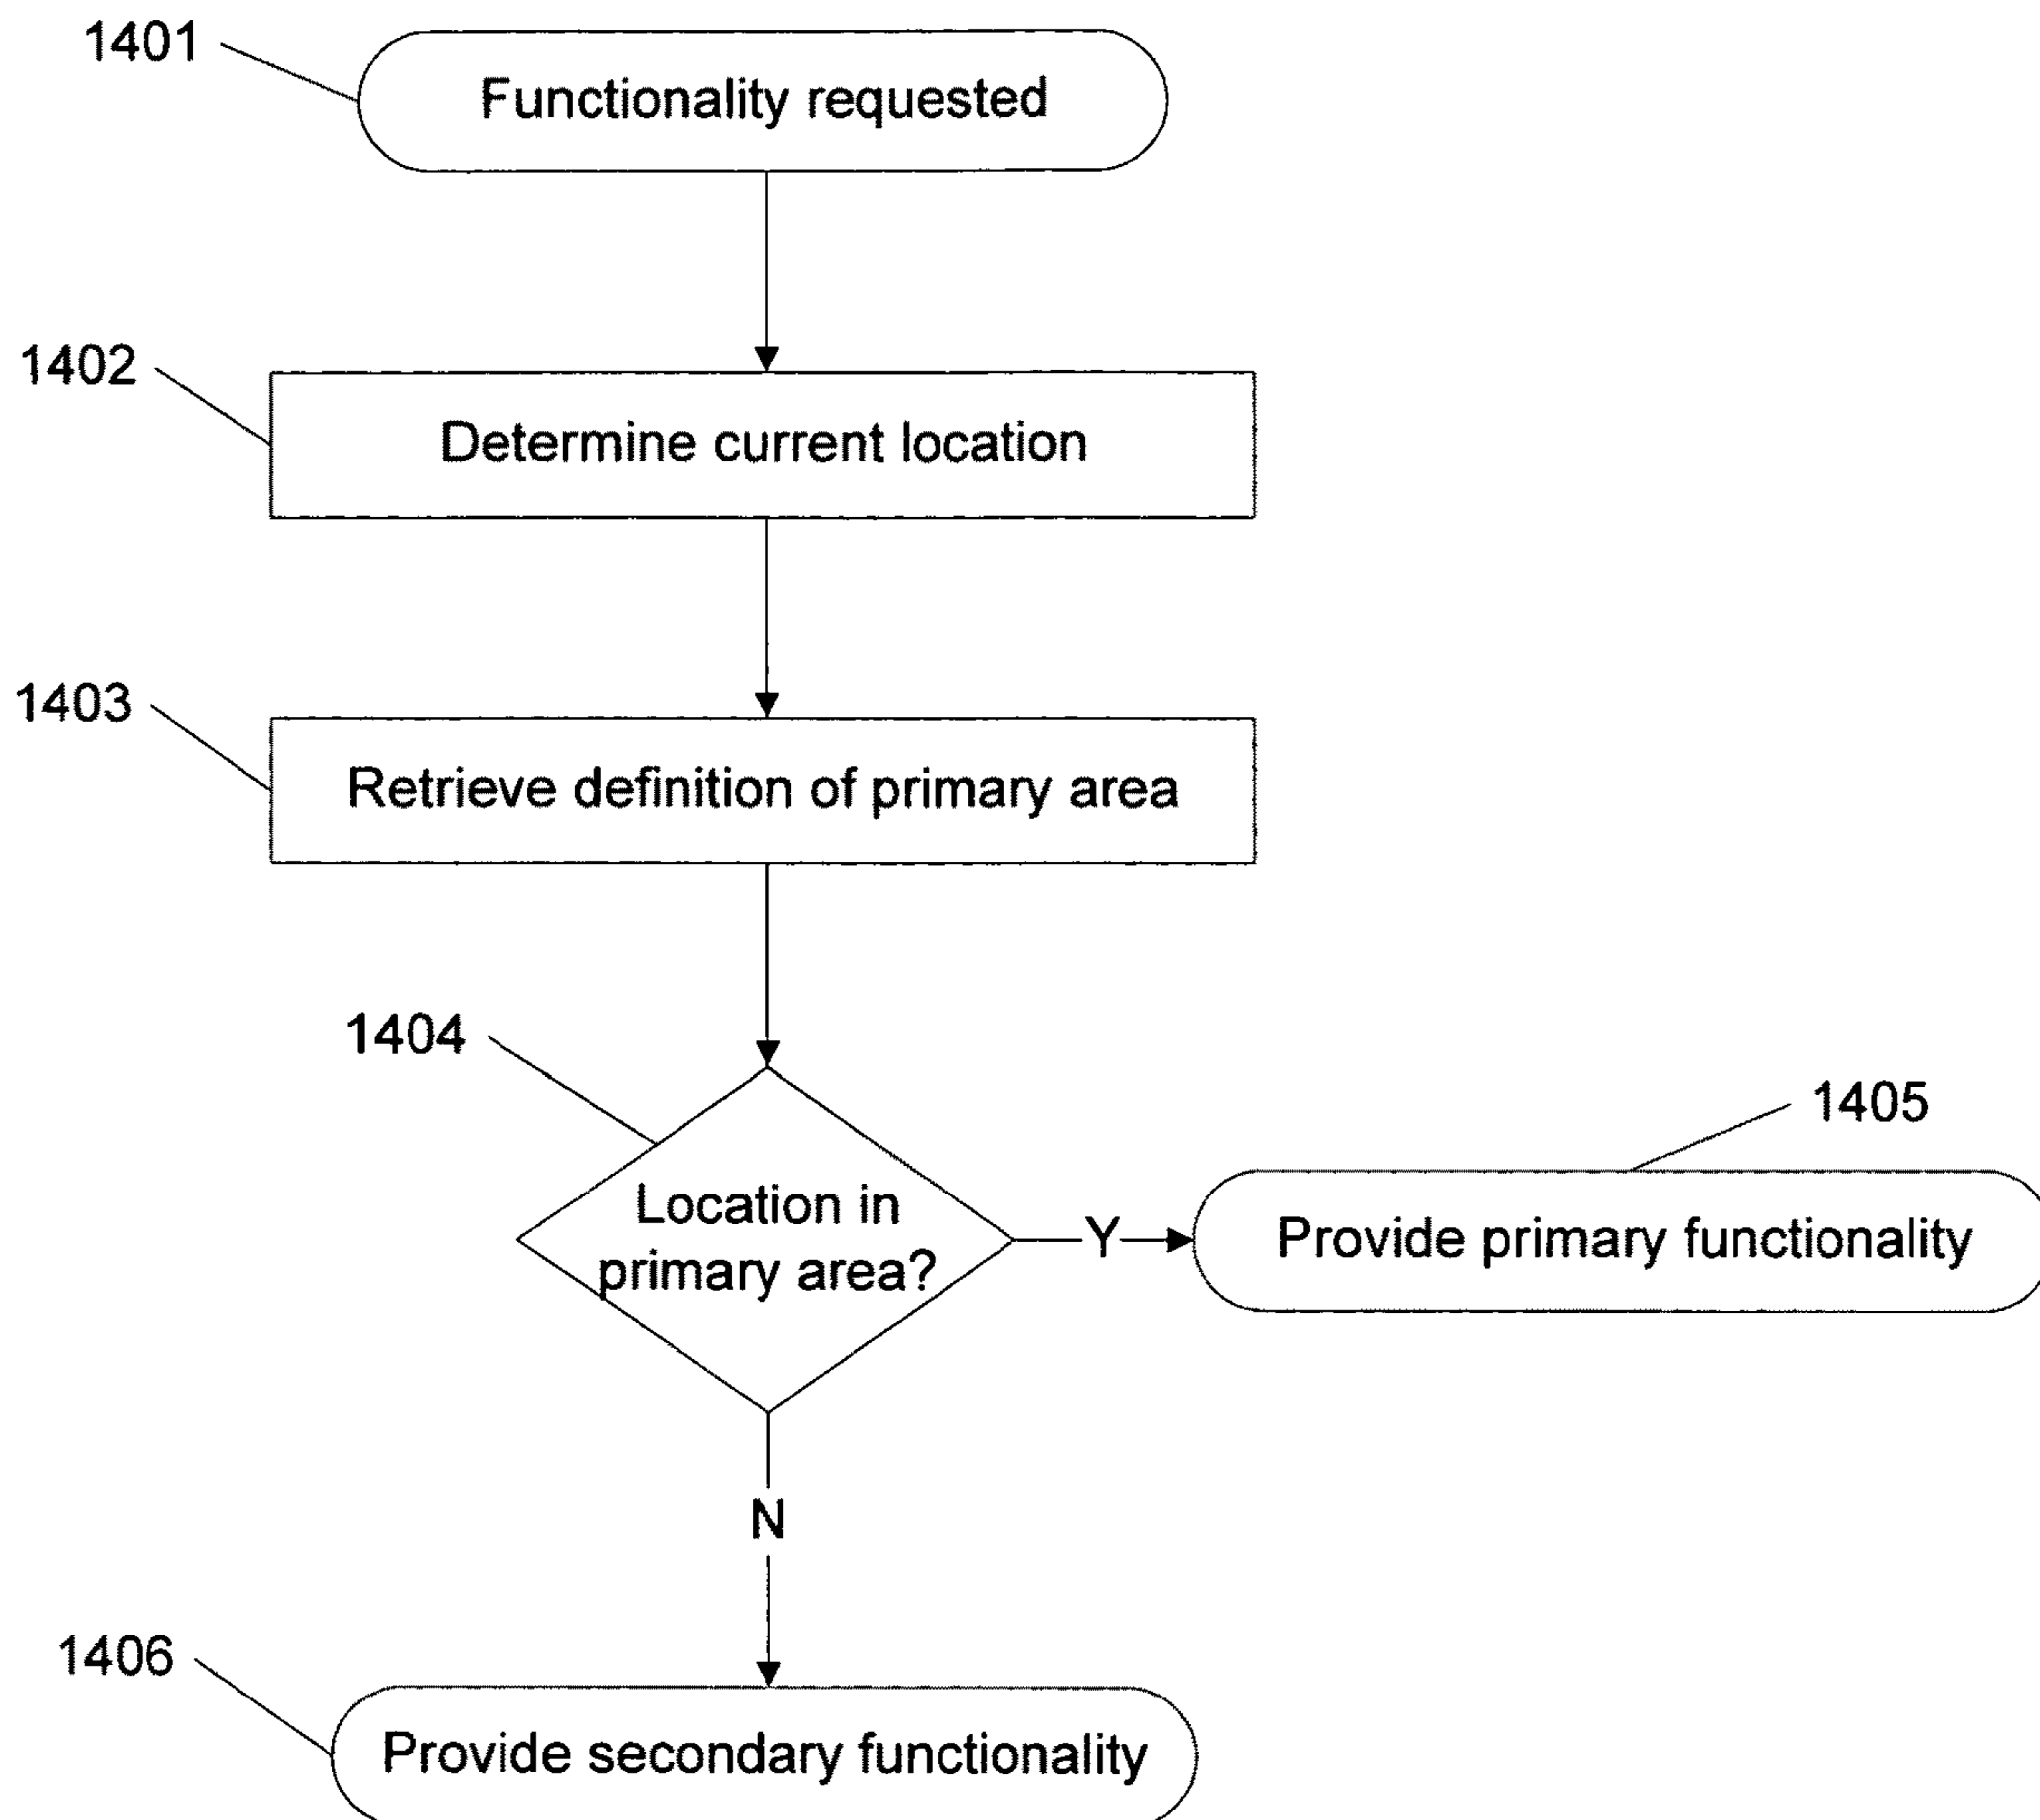 1401
Functionality requested
1402
Determine current location
1403
Retrieve definition of primary area
1404
Location in
primary area?
Y
1405
Provide primary functionality
N
1406
Provide secondary functionality